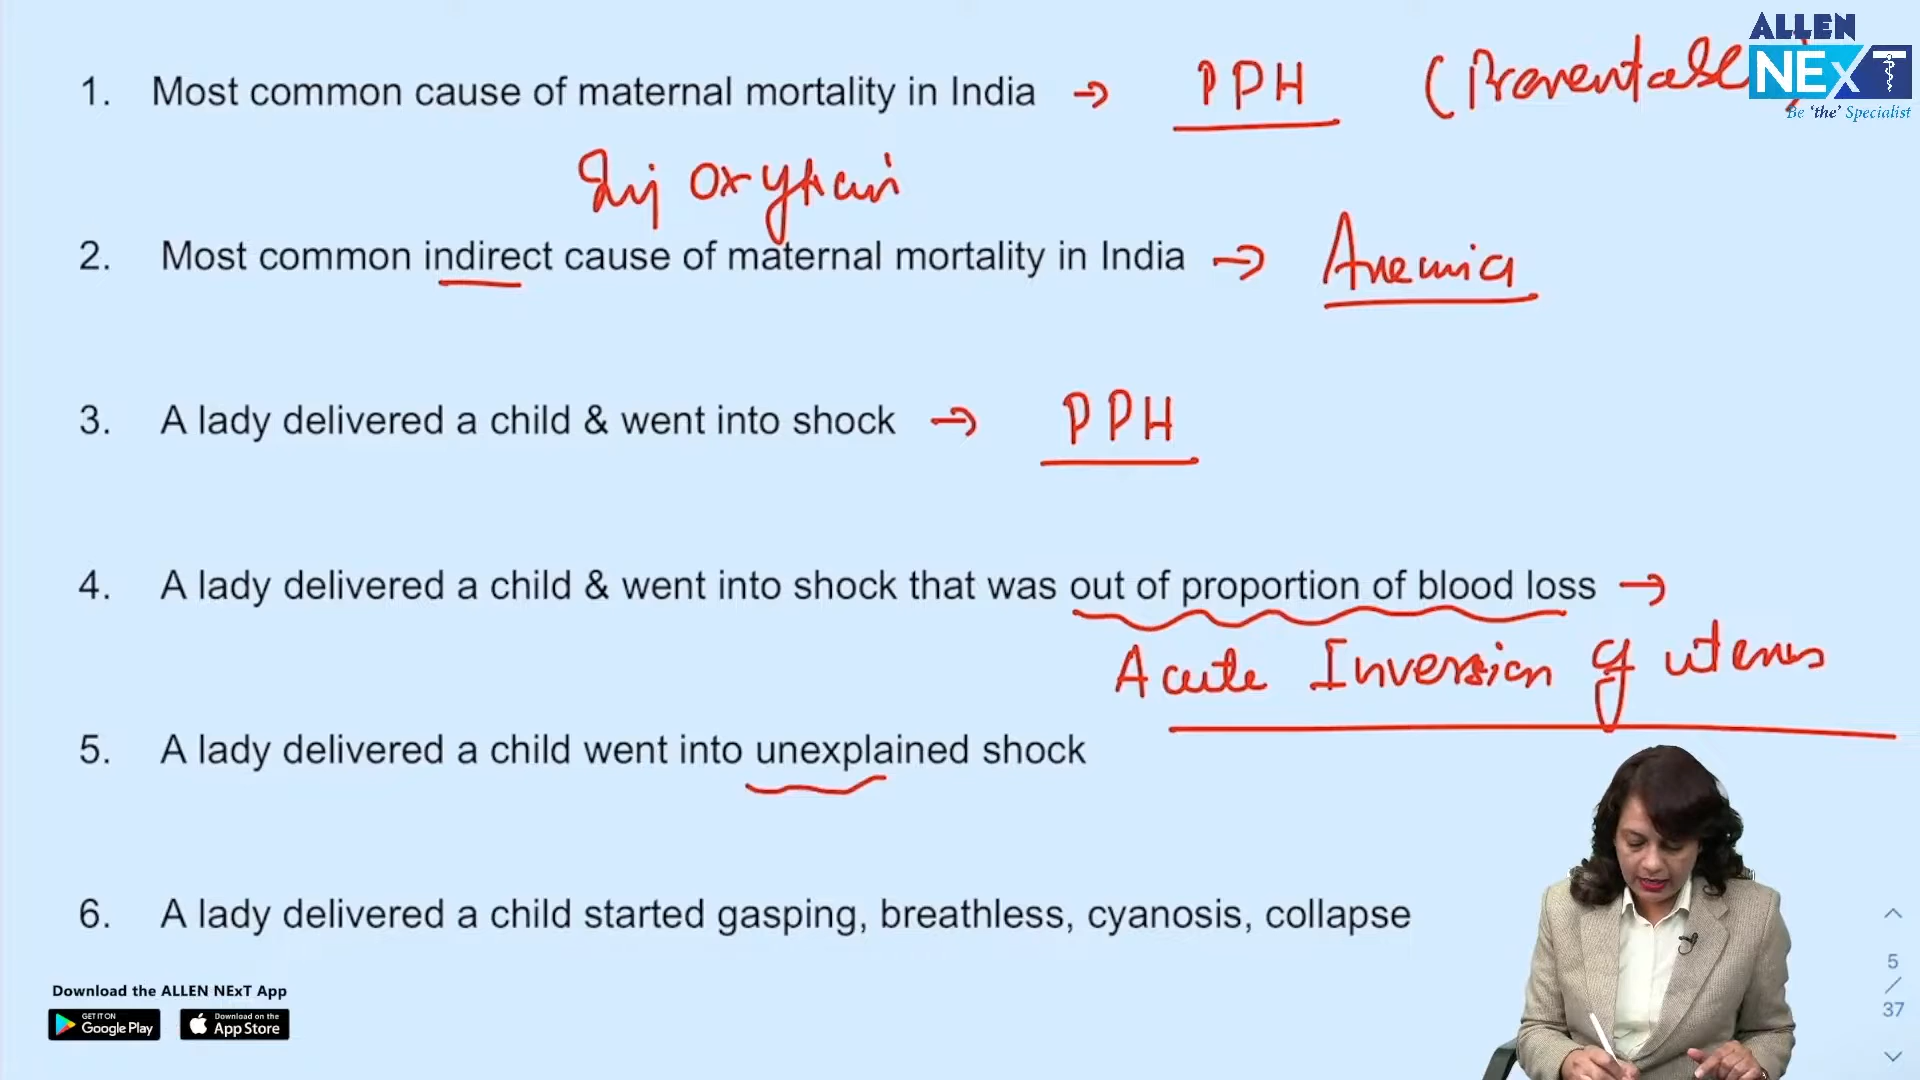 ALLEN
NEXT
Be 'the' Specialist
1. Most common cause of maternal mortality in India → PPH (Preventable)
Inj oxytocin
2. Most common indirect cause of maternal mortality in India → Anemia
3. A lady delivered a child & went into shock → PPH
4. A lady delivered a child & went into shock that was out of proportion of blood loss →
Acute Inversion of uterus
5. A lady delivered a child went into unexplained shock
6. A lady delivered a child started gasping, breathless, cyanosis, collapse
5
/
37
Download the ALLEN NExT App
GET IT ON Google Play
Download on the App Store